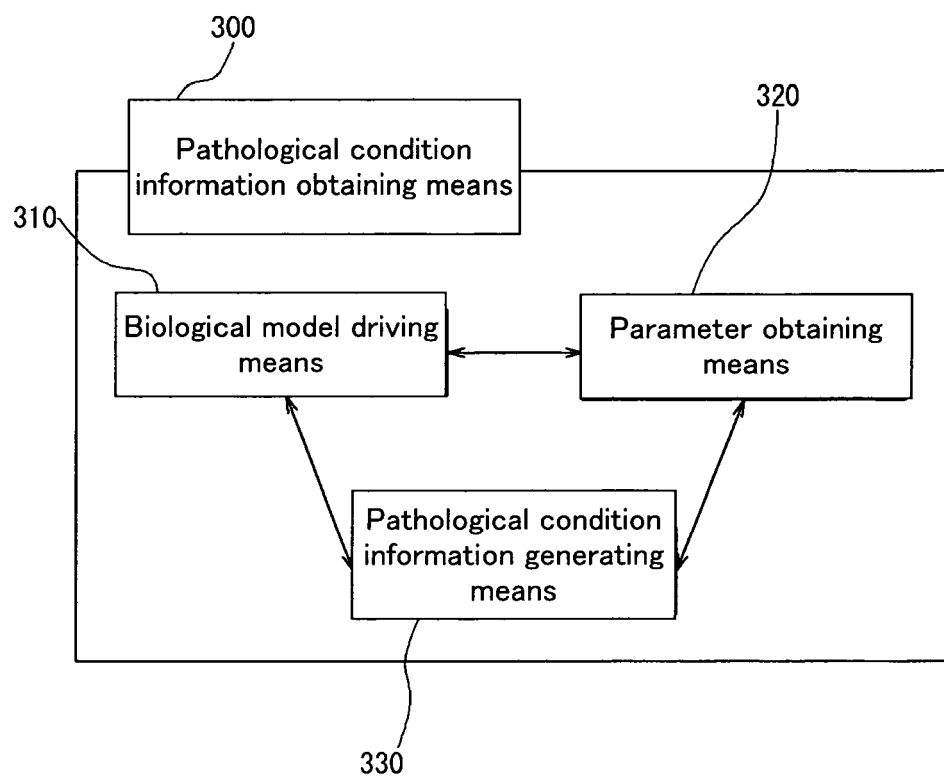 300
320
Pathological condition
information obtaining means
310
Biological model driving
means
Parameter obtaining
means
Pathological condition
information generating
means
330